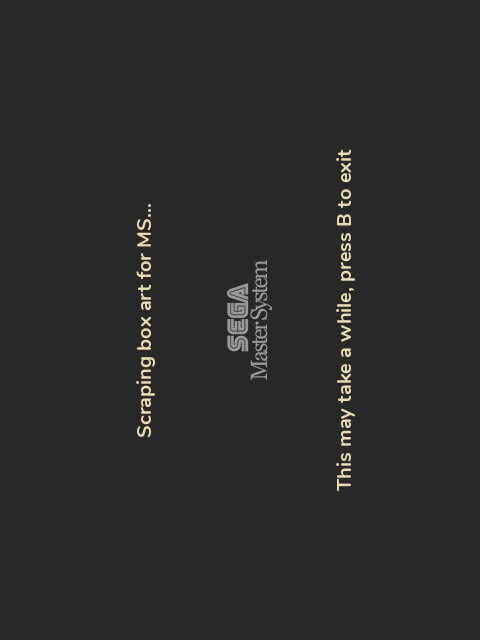 Scraping box art for MS...
SEGA
Master System
This may take a while, press B to exit